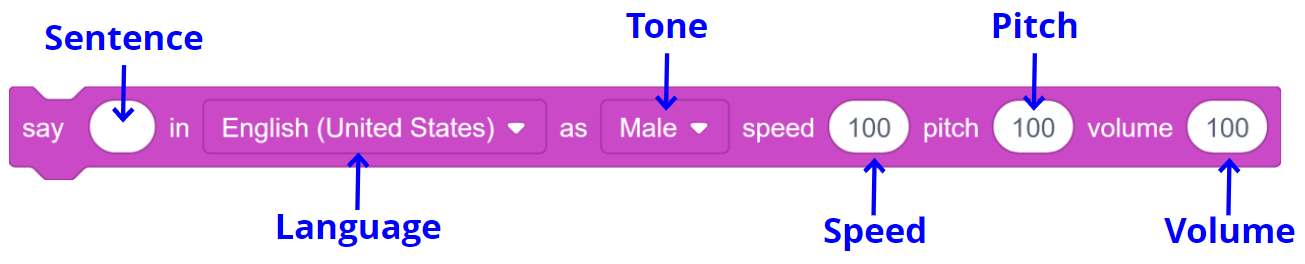 Sentence
Tone
Pitch
say in English (United States) as Male speed 100 pitch 100 volume 100
Language
Speed
Volume